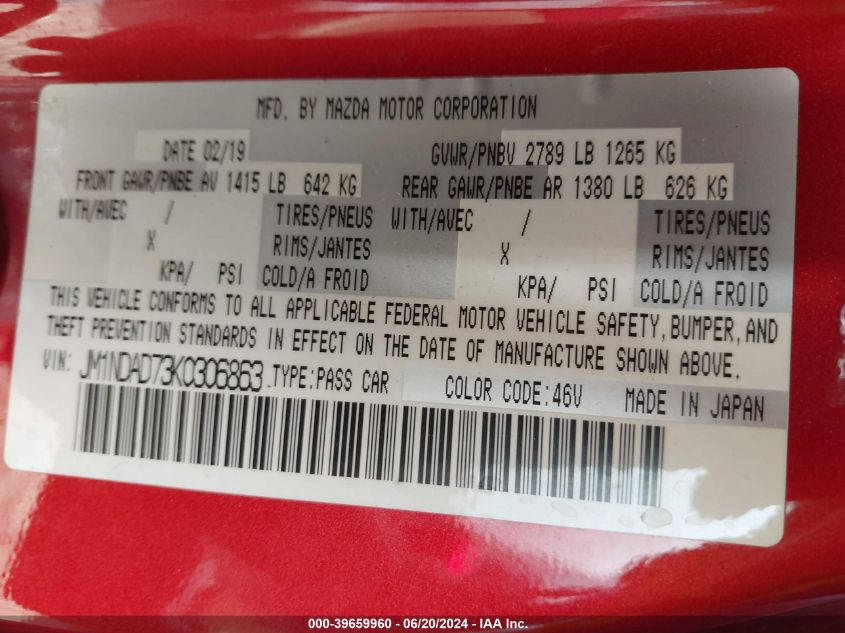 MFD. BY MAZDA MOTOR CORPORATION
DATE 02/19 GVWR/PNBV 2789 LB 1265 KG
FRONT GAWR/PNBE AV 1415 LB 642 KG REAR GAWR/PNBE AR 1380 LB 626 KG
WITH/AVEC / TIRES/PNEUS WITH/AVEC / TIRES/PNEUS
X RIMS/JANTES X RIMS/JANTES
KPA/ PSI COLD/A FROID KPA/ PSI COLD/A FROID
THIS VEHICLE CONFORMS TO ALL APPLICABLE FEDERAL MOTOR VEHICLE SAFETY, BUMPER, AND
THEFT PREVENTION STANDARDS IN EFFECT ON THE DATE OF MANUFACTURE SHOWN ABOVE.
VIN: JM1NDAD73K0306863 .TYPE:PASS CAR COLOR CODE:46V MADE IN JAPAN
000-39659960 - 06/20/2024 - IAA Inc.